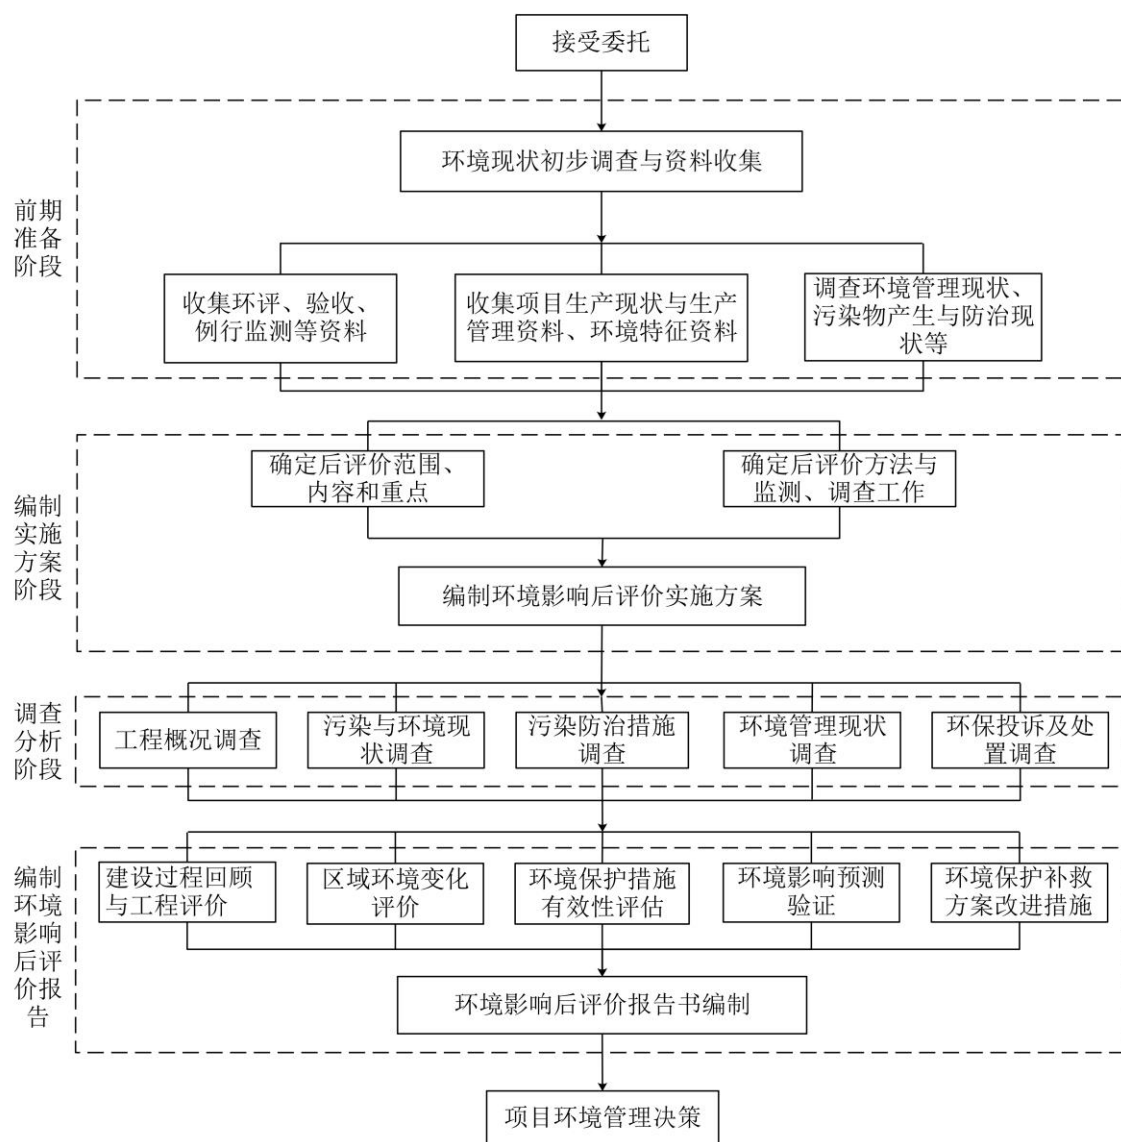 接受委托
前期
准备
阶段
环境现状初步调查与资料收集
收集环评、验收、
例行监测等资料
收集项目生产现状与生产
管理资料、环境特征资料
调查环境管理现状、
污染物产生与防治现
状等
编制
实施
方案
阶段
确定后评价范围、
内容和重点
确定后评价方法与
监测、调查工作
编制环境影响后评价实施方案
调查
分析
阶段
工程概况调查
污染与环境现
状调查
污染防治措施
调查
环境管理现状
调查
环保投诉及处
置调查
编制
环境
影响
后评
价报
告
建设过程回顾
与工程评价
区域环境变化
评价
环境保护措施
有效性评估
环境影响预测
验证
环境保护补救
方案改进措施
环境影响后评价报告书编制
项目环境管理决策